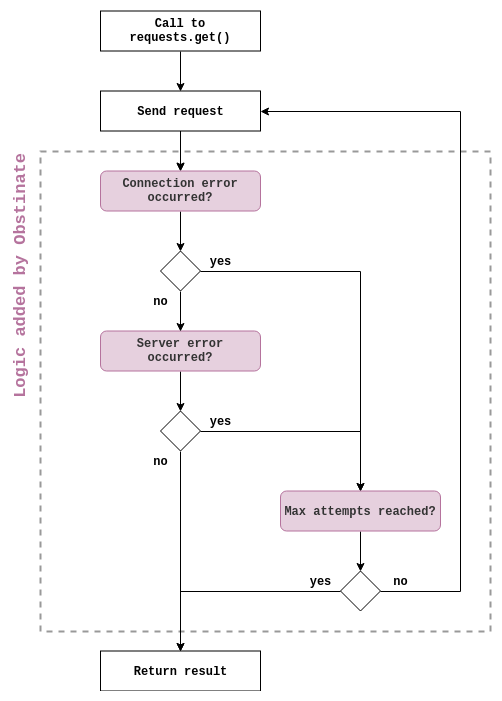 Call to
requests.get()
Send request
Logic added by Obstinate
Connection error
occurred?
yes
no
Server error
occurred?
yes
no
Max attempts reached?
yes
no
Return result